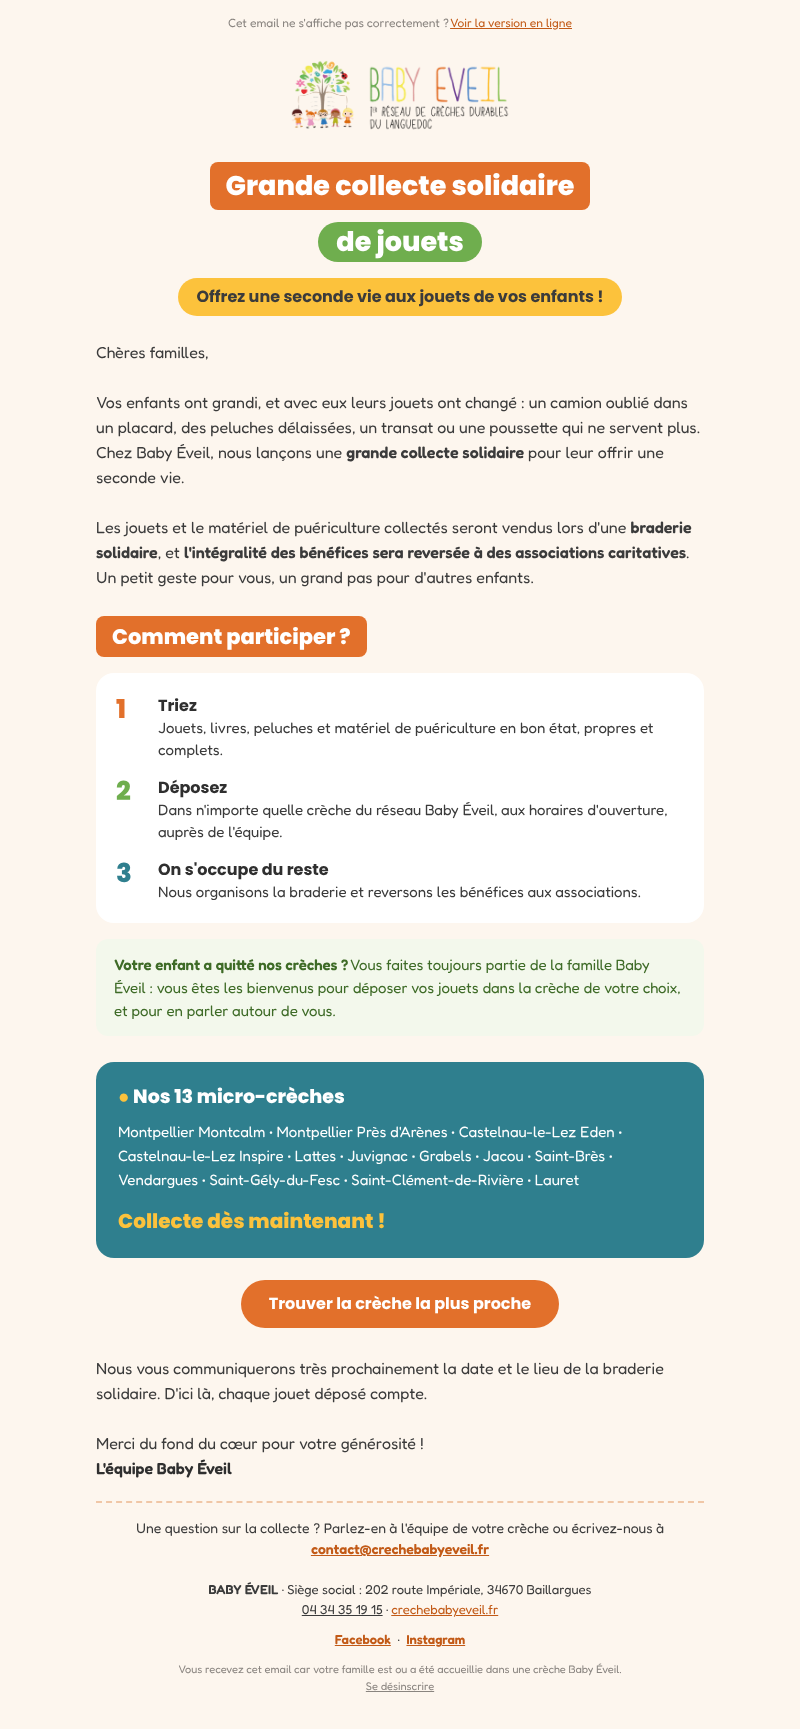 Cet email ne s'affiche pas correctement ? Voir la version en ligne
BABY EVEIL
1er RÉSEAU DE CRÈCHES DURABLES
DU LANGUEDOC
Grande collecte solidaire
de jouets
Offrez une seconde vie aux jouets de vos enfants !
Chères familles,
Vos enfants ont grandi, et avec eux leurs jouets ont changé : un camion oublié dans
un placard, des peluches délaissées, un transat ou une poussette qui ne servent plus.
Chez Baby Éveil, nous lançons une grande collecte solidaire pour leur offrir une
seconde vie.
Les jouets et le matériel de puériculture collectés seront vendus lors d'une braderie
solidaire, et l'intégralité des bénéfices sera reversée à des associations caritatives.
Un petit geste pour vous, un grand pas pour d'autres enfants.
Comment participer ?
1 Triez
Jouets, livres, peluches et matériel de puériculture en bon état, propres et
complets.
2 Déposez
Dans n'importe quelle crèche du réseau Baby Éveil, aux horaires d'ouverture,
auprès de l'équipe.
3 On s'occupe du reste
Nous organisons la braderie et reversons les bénéfices aux associations.
Votre enfant a quitté nos crèches ? Vous faites toujours partie de la famille Baby
Éveil : vous êtes les bienvenus pour déposer vos jouets dans la crèche de votre choix,
et pour en parler autour de vous.
● Nos 13 micro-crèches
Montpellier Montcalm • Montpellier Près d'Arènes • Castelnau-le-Lez Eden •
Castelnau-le-Lez Inspire • Lattes • Juvignac • Grabels • Jacou • Saint-Brès •
Vendargues • Saint-Gély-du-Fesc • Saint-Clément-de-Rivière • Lauret
Collecte dès maintenant !
Trouver la crèche la plus proche
Nous vous communiquerons très prochainement la date et le lieu de la braderie
solidaire. D'ici là, chaque jouet déposé compte.
Merci du fond du cœur pour votre générosité !
L'équipe Baby Éveil
Une question sur la collecte ? Parlez-en à l'équipe de votre crèche ou écrivez-nous à
contact@crechebabyeveil.fr
BABY ÉVEIL · Siège social : 202 route Impériale, 34670 Baillargues
04 34 35 19 15 · crechebabyeveil.fr
Facebook · Instagram
Vous recevez cet email car votre famille est ou a été accueillie dans une crèche Baby Éveil.
Se désinscrire